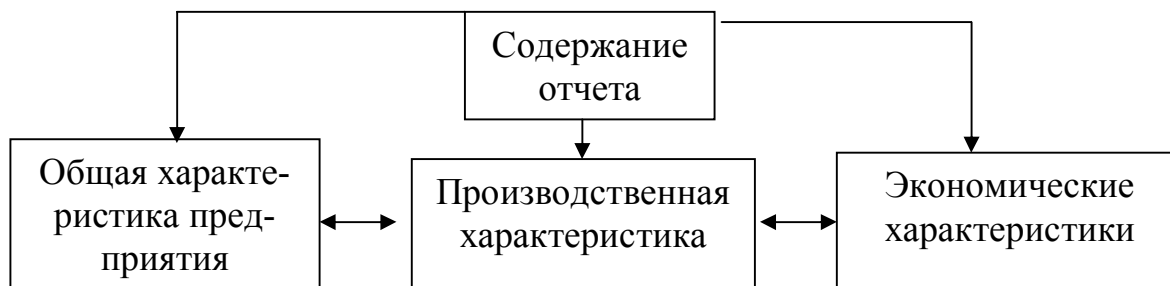 Содержание
отчета
Общая характе-
ристика пред-
приятия
Производственная
характеристика
Экономические
характеристики